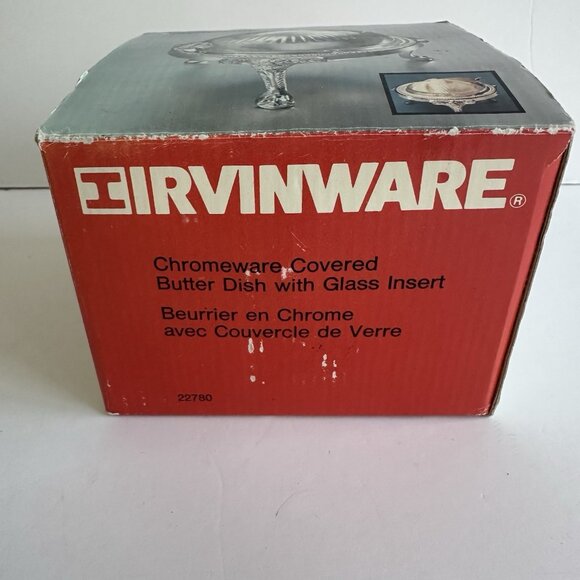 IRVINWARE®
Chromeware Covered
Butter Dish with Glass Insert
Beurrier en Chrome
avec Couvercle de Verre
22780